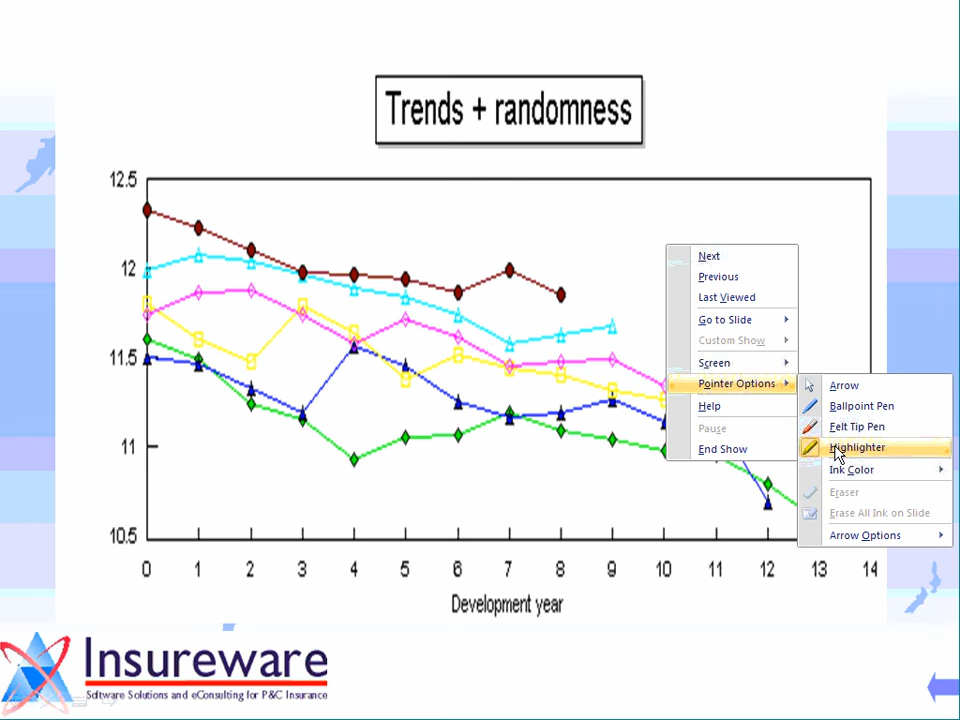 Trends + randomness
12.5
12
11.5
11
10.5
0 1 2 3 4 5 6 7 8 9 10 11 12 13 14
Development year
Next
Previous
Last Viewed
Go to Slide
Custom Show
Screen
Pointer Options
Help
Pause
End Show
Arrow
Ballpoint Pen
Felt Tip Pen
Highlighter
Ink Color
Eraser
Erase All Ink on Slide
Arrow Options
Insureware
Software Solutions and eConsulting for P&C Insurance